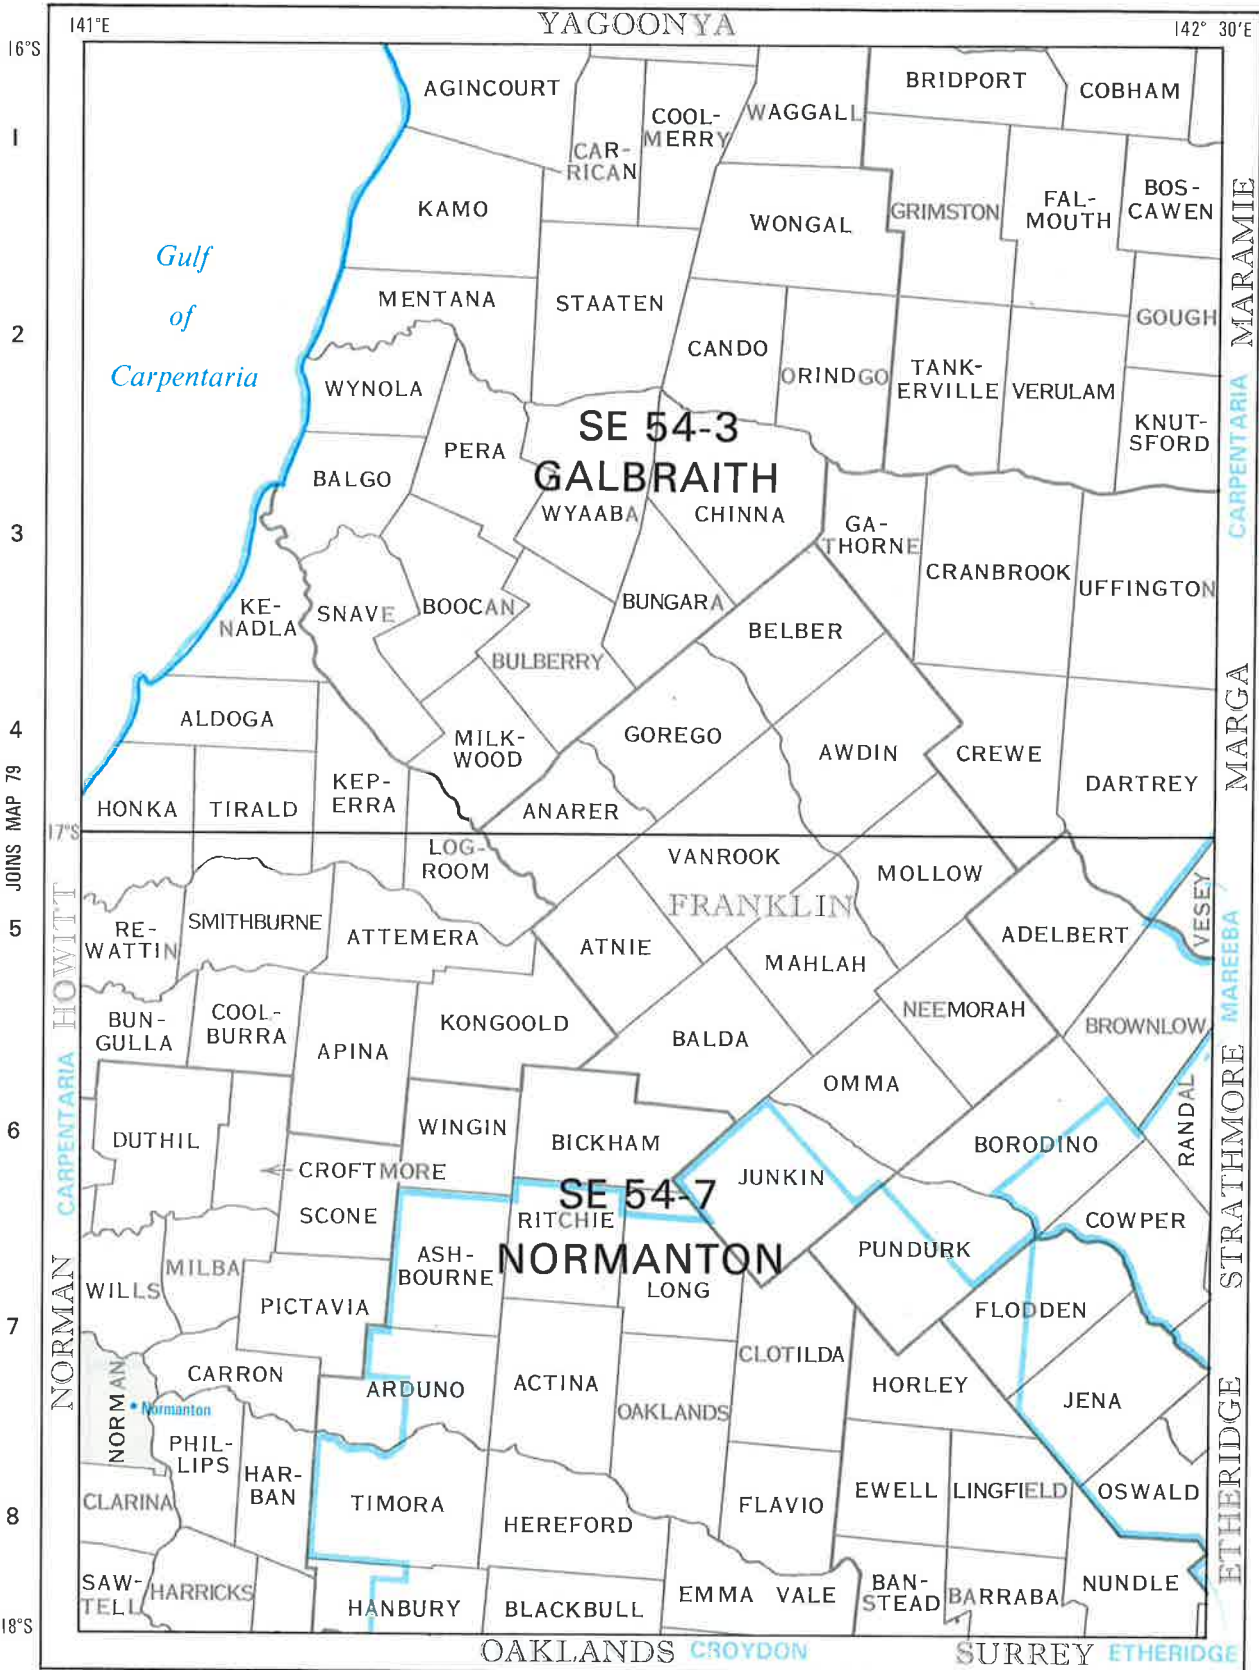 YAGOONYA
141°E
142° 30'E
16°S
AGINCOURT
BRIDPORT
COBHAM
WAGGALL
COOL-
MERRY
1
CAR-
RICAN
KAMO
WONGAL
GRIMSTON
FAL-
MOUTH
BOS-
CAWEN
MARAMIE
Gulf
of
Carpentaria
MENTANA
STAATEN
GOUGH
2
CANDO
ORINDGO
TANK-
ERVILLE
VERULAM
WYNOLA
KNUT-
SFORD
CARPENTARIA
SE 54-3
GALBRAITH
PERA
BALGO
WYAABA
CHINNA
3
GA-
THORNE
CRANBROOK
UFFINGTON
KE-
NADLA
SNAVE
BOOCAN
BUNGARA
BELBER
BULBERRY
MARGA
ALDOGA
4
MILK-
WOOD
GOREGO
AWDIN
CREWE
DARTREY
JOINS MAP 79
HONKA
TIRALD
KEP-
ERRA
ANARER
17°S
LOG-
ROOM
VANROOK
MOLLOW
FRANKLIN
VESEY
HOWITT
5
RE-
WATTIN
SMITHBURNE
ATTEMERA
ATNIE
MAHLAH
ADELBERT
MAREEBA
BUN-
GULLA
COOL-
BURRA
APINA
KONGOOLD
BALDA
NEEMORAH
BROWNLOW
CARPENTARIA
OMMA
STRATHMORE
6
DUTHIL
WINGIN
BICKHAM
BORODINO
RANDAL
CROFTMORE
JUNKIN
SE 54-7
NORMANTON
SCONE
RITCHIE
COWPER
NORMAN
WILLS
MILBA
ASH-
BOURNE
PUNDURK
LONG
PICTAVIA
FLODDEN
7
CARRON
CLOTILDA
ARDUNO
ACTINA
HORLEY
JENA
NORMAN
Normanton
OAKLANDS
ETHERIDGE
PHIL-
LIPS
HAR-
BAN
CLARINA
TIMORA
FLAVIO
EWELL
LINGFIELD
OSWALD
8
HEREFORD
SAW-
TELL
HARRICKS
HANBURY
BLACKBULL
EMMA VALE
BAN-
STEAD
BARRABA
NUNDLE
18°S
OAKLANDS
CROYDON
SURREY
ETHERIDGE